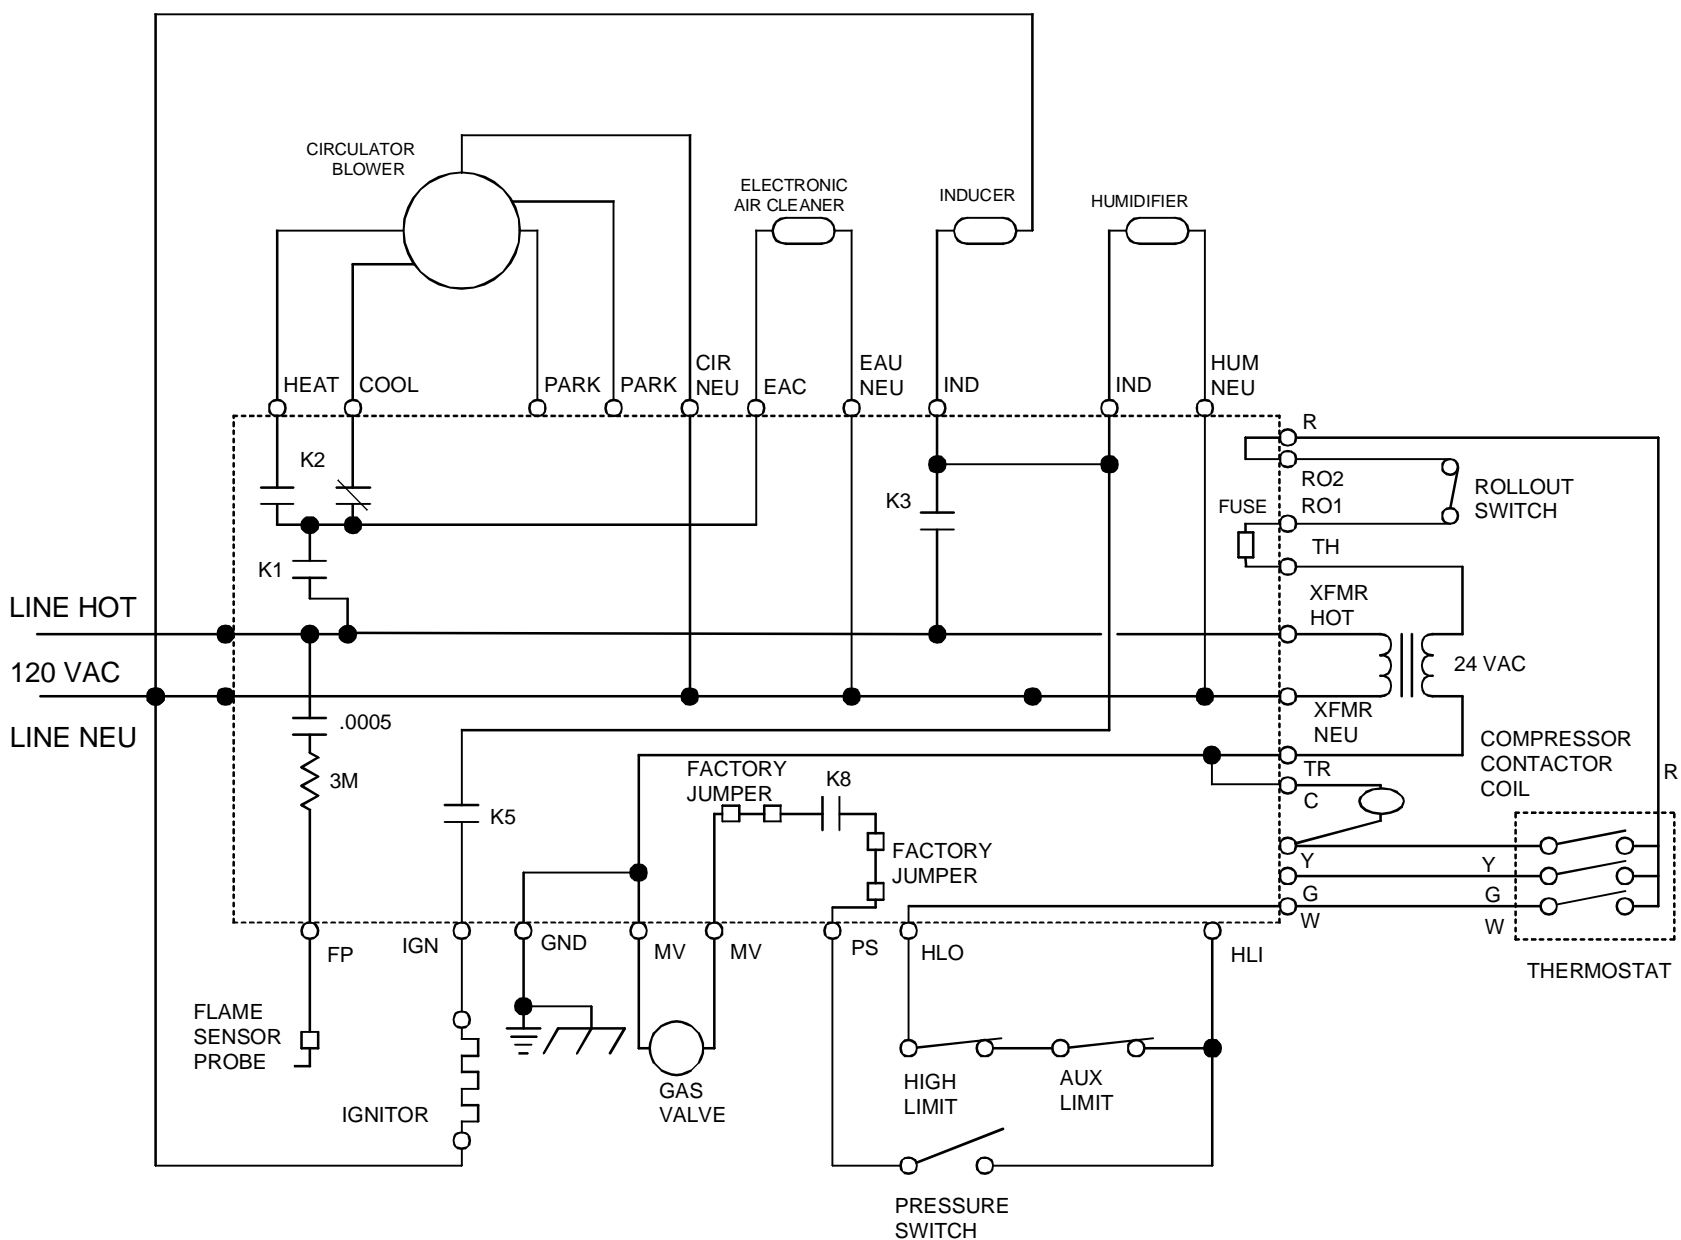 CIRCULATOR
BLOWER
ELECTRONIC
AIR CLEANER
INDUCER
HUMIDIFIER
HEAT
COOL
PARK
PARK
CIR
NEU
EAC
EAU
NEU
IND
IND
HUM
NEU
R
K2
K3
RO2
RO1
ROLLOUT
SWITCH
FUSE
TH
K1
XFMR
HOT
LINE HOT
120 VAC
24 VAC
LINE NEU
.0005
XFMR
NEU
COMPRESSOR
CONTACTOR
COIL
R
3M
FACTORY
JUMPER
K8
TR
C
K5
FACTORY
JUMPER
Y
Y
G
G
W
W
FP
IGN
GND
MV
MV
PS
HLO
HLI
THERMOSTAT
FLAME
SENSOR
PROBE
IGNITOR
GAS
VALVE
HIGH
LIMIT
AUX
LIMIT
PRESSURE
SWITCH